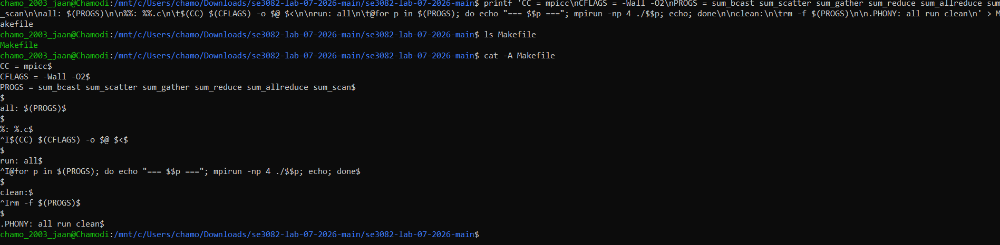 chamo_2003_jaan@Chamodi:/mnt/c/Users/chamo/Downloads/se3082-lab-07-2026-main/se3082-lab-07-2026-main$ printf 'CC = mpicc\nCFLAGS = -Wall -O2\nPROGS = sum_bcast sum_scatter sum_gather sum_reduce sum_allreduce sum
_scan\n\nall: $(PROGS)\n\n%%: %%.c\n\t$(CC) $(CFLAGS) -o $@ $<\n\nrun: all\n\t@for p in $(PROGS); do echo "=== $$p ==="; mpirun -np 4 ./$$p; echo; done\n\nclean:\n\trm -f $(PROGS)\n\n.PHONY: all run clean\n' > M
akefile
chamo_2003_jaan@Chamodi:/mnt/c/Users/chamo/Downloads/se3082-lab-07-2026-main/se3082-lab-07-2026-main$ ls Makefile
Makefile
chamo_2003_jaan@Chamodi:/mnt/c/Users/chamo/Downloads/se3082-lab-07-2026-main/se3082-lab-07-2026-main$ cat -A Makefile
CC = mpicc$
CFLAGS = -Wall -O2$
PROGS = sum_bcast sum_scatter sum_gather sum_reduce sum_allreduce sum_scan$
$
all: $(PROGS)$
$
%: %.c$
^I$(CC) $(CFLAGS) -o $@ $<$
$
run: all$
^I@for p in $(PROGS); do echo "=== $$p ==="; mpirun -np 4 ./$$p; echo; done$
$
clean:$
^Irm -f $(PROGS)$
$
.PHONY: all run clean$
chamo_2003_jaan@Chamodi:/mnt/c/Users/chamo/Downloads/se3082-lab-07-2026-main/se3082-lab-07-2026-main$